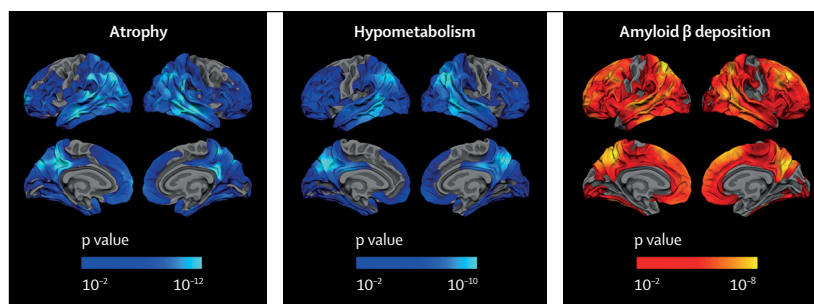 Atrophy
Hypometabolism
Amyloid β deposition
p value
10⁻² 10⁻¹²
p value
10⁻² 10⁻¹⁰
p value
10⁻² 10⁻⁸